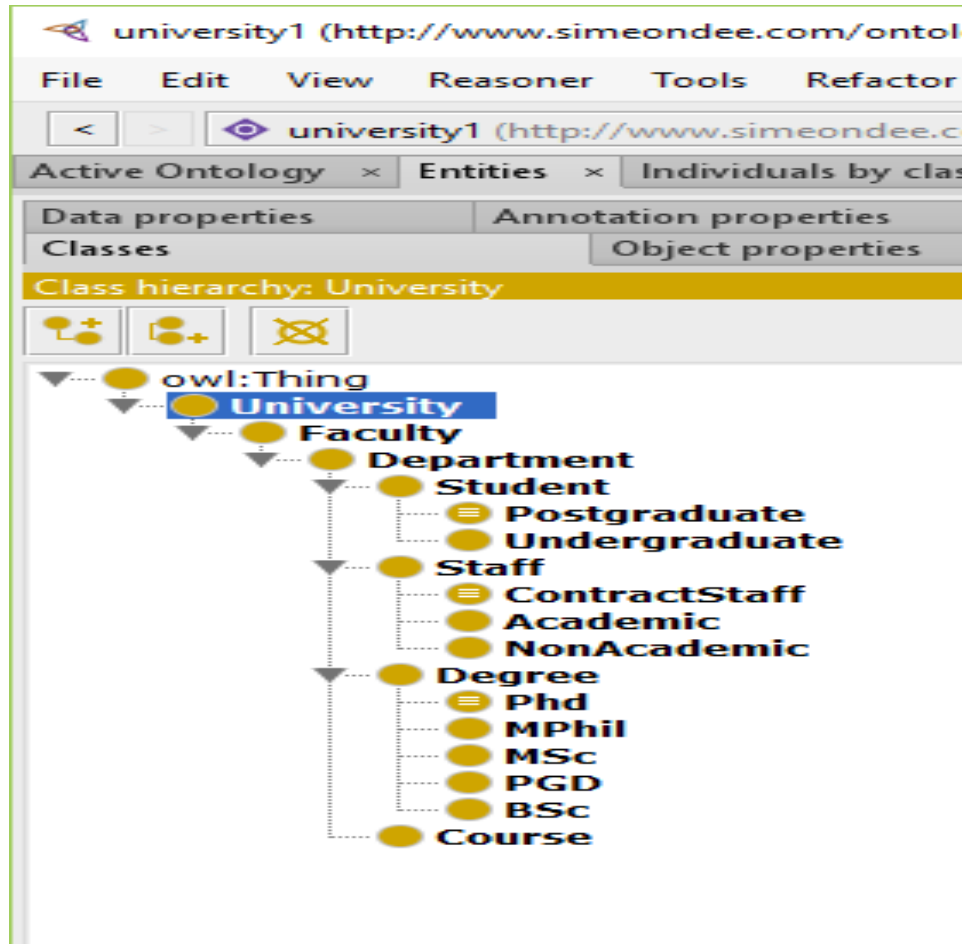 university1 (http://www.simeondee.com/ontol
File Edit View Reasoner Tools Refactor
< > university1 (http://www.simeondee.c
Active Ontology × Entities × Individuals by clas
Data properties Annotation properties
Classes Object properties
Class hierarchy: University
owl:Thing
University
Faculty
Department
Student
Postgraduate
Undergraduate
Staff
ContractStaff
Academic
NonAcademic
Degree
Phd
MPhil
MSc
PGD
BSc
Course